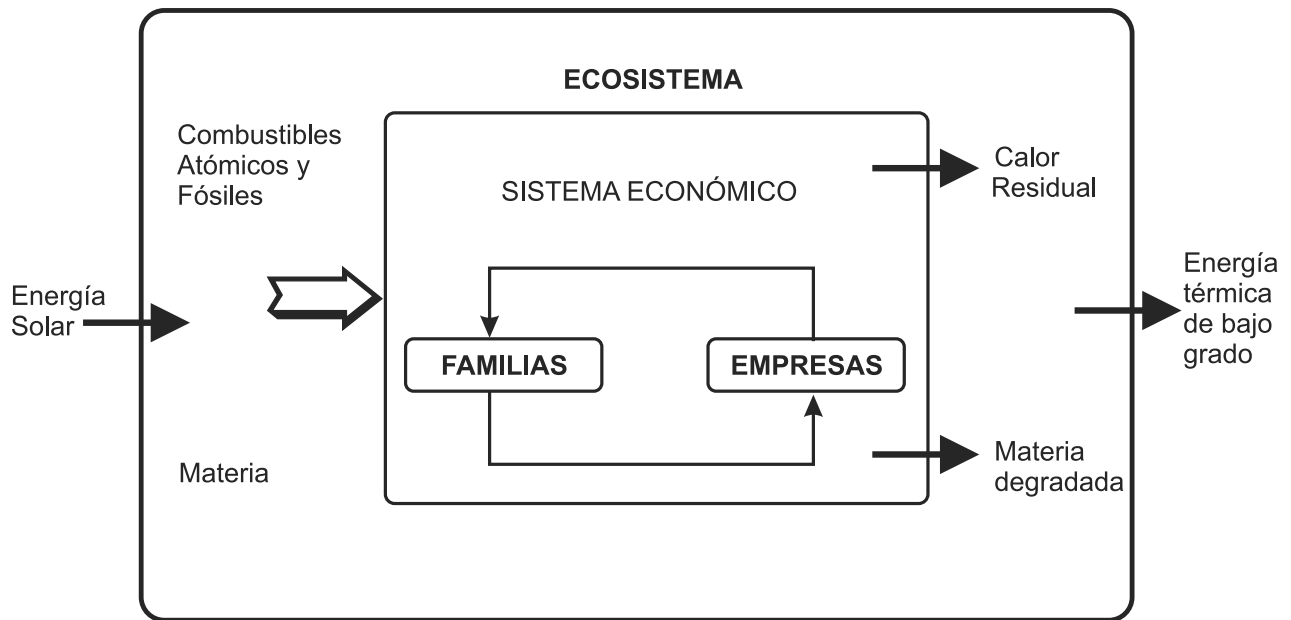 ECOSISTEMA
Combustibles
Atómicos y
Fósiles
SISTEMA ECONÓMICO
Calor
Residual
Energía
Solar
Energía
térmica
de bajo
grado
FAMILIAS
EMPRESAS
Materia
Materia
degradada